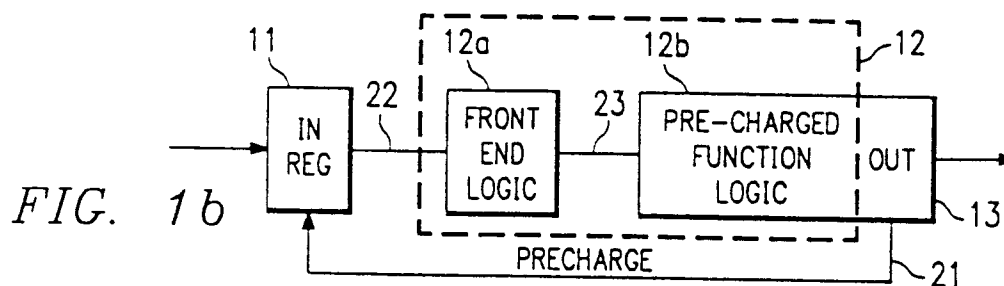 11
12a
12b
12
22
23
IN
REG
FRONT
END
LOGIC
PRE-CHARGED
FUNCTION
LOGIC
OUT
FIG. 1b
13
PRECHARGE
21